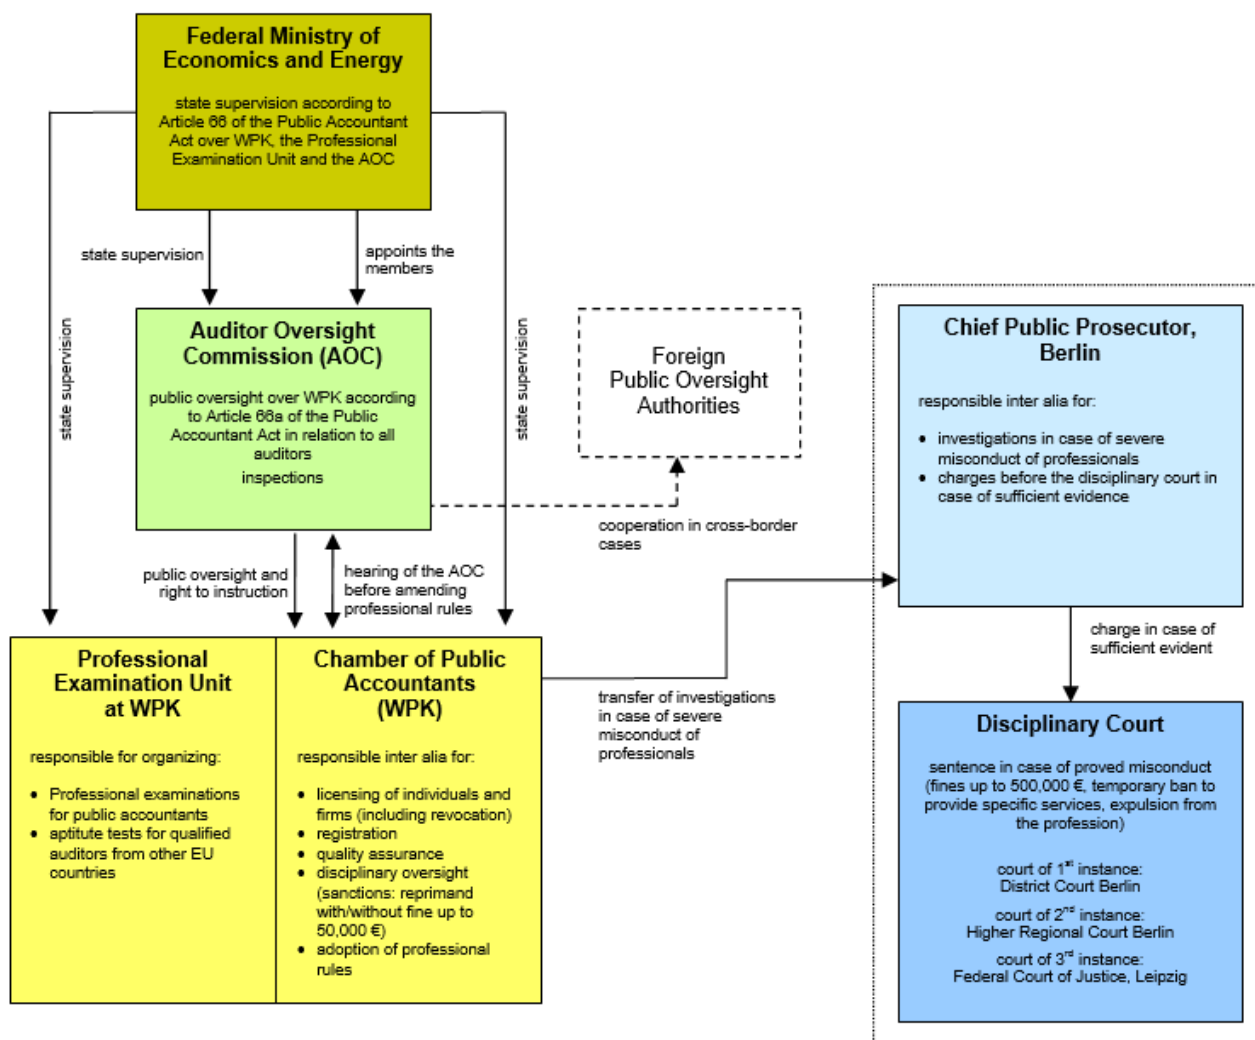 Federal Ministry of
Economics and Energy
state supervision according to
Article 66 of the Public Accountant
Act over WPK, the Professional
Examination Unit and the AOC
state supervision
appoints the
members
state supervision
state supervision
Auditor Oversight
Commission (AOC)
public oversight over WPK according
to Article 66a of the Public
Accountant Act in relation to all
auditors
inspections
Foreign
Public Oversight
Authorities
cooperation in cross-border
cases
public oversight and
right to instruction
hearing of the AOC
before amending
professional rules
Professional
Examination Unit
at WPK
responsible for organizing:
• Professional examinations
for public accountants
• aptitute tests for qualified
auditors from other EU
countries
Chamber of Public
Accountants
(WPK)
responsible inter alia for:
• licensing of individuals and
firms (including revocation)
• registration
• quality assurance
• disciplinary oversight
(sanctions: reprimand
with/without fine up to
50,000 €)
• adoption of professional
rules
transfer of investigations
in case of severe
misconduct of
professionals
Chief Public Prosecutor,
Berlin
responsible inter alia for:
• investigations in case of severe
misconduct of professionals
• charges before the disciplinary court in
case of sufficient evidence
charge in case of
sufficient evident
Disciplinary Court
sentence in case of proved misconduct
(fines up to 500,000 €, temporary ban to
provide specific services, expulsion from
the profession)
court of 1st instance:
District Court Berlin
court of 2nd instance:
Higher Regional Court Berlin
court of 3rd instance:
Federal Court of Justice, Leipzig